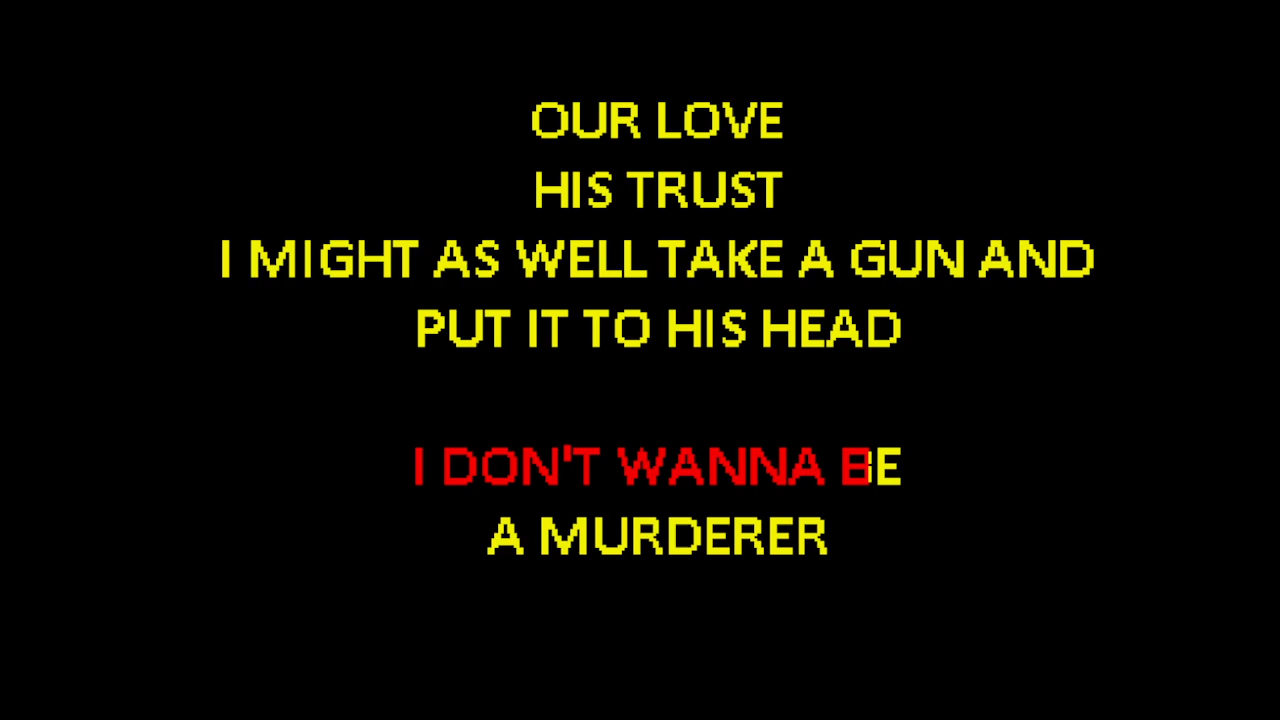 OUR LOVE
HIS TRUST
I MIGHT AS WELL TAKE A GUN AND
PUT IT TO HIS HEAD
I DON'T WANNA BE
A MURDERER